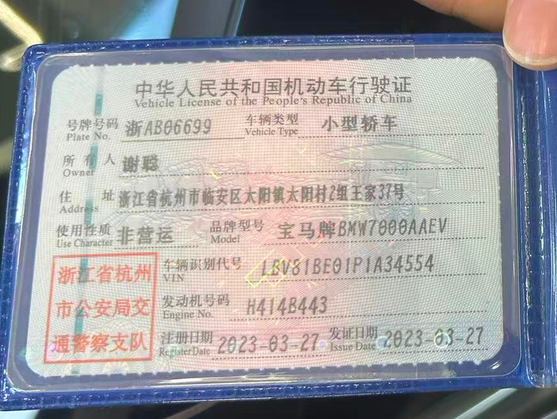 中华人民共和国机动车行驶证
Vehicle License of the People's Republic of China
号牌号码 浙AB06699 车辆类型 小型轿车
Plate No. Vehicle Type
所有人 谢聪
Owner
住址 浙江省杭州市临安区太阳镇太阴村2组王家37号
Address
使用性质 非营运 品牌型号 宝马牌BMW7000AAEV
Use Character Model
浙江省杭州
市公安局交
通警察支队
车辆识别代号 LBV81BE01P1A34554
VIN
发动机号码 H414B443
Engine No.
注册日期 2023-03-27 发证日期 2023-03-27
Register Date Issue Date